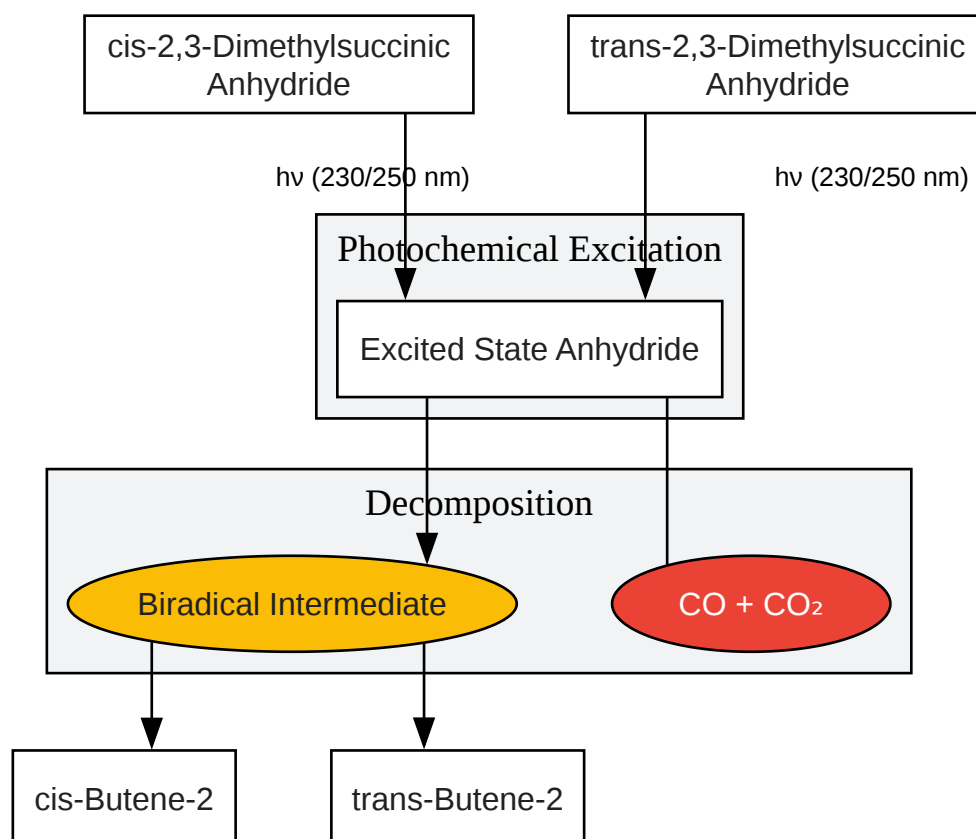 cis-2,3-Dimethylsuccinic
Anhydride
trans-2,3-Dimethylsuccinic
Anhydride
hν (230/250 nm)
hν (230/250 nm)
Photochemical Excitation
Excited State Anhydride
Decomposition
Biradical Intermediate
CO + CO₂
cis-Butene-2
trans-Butene-2